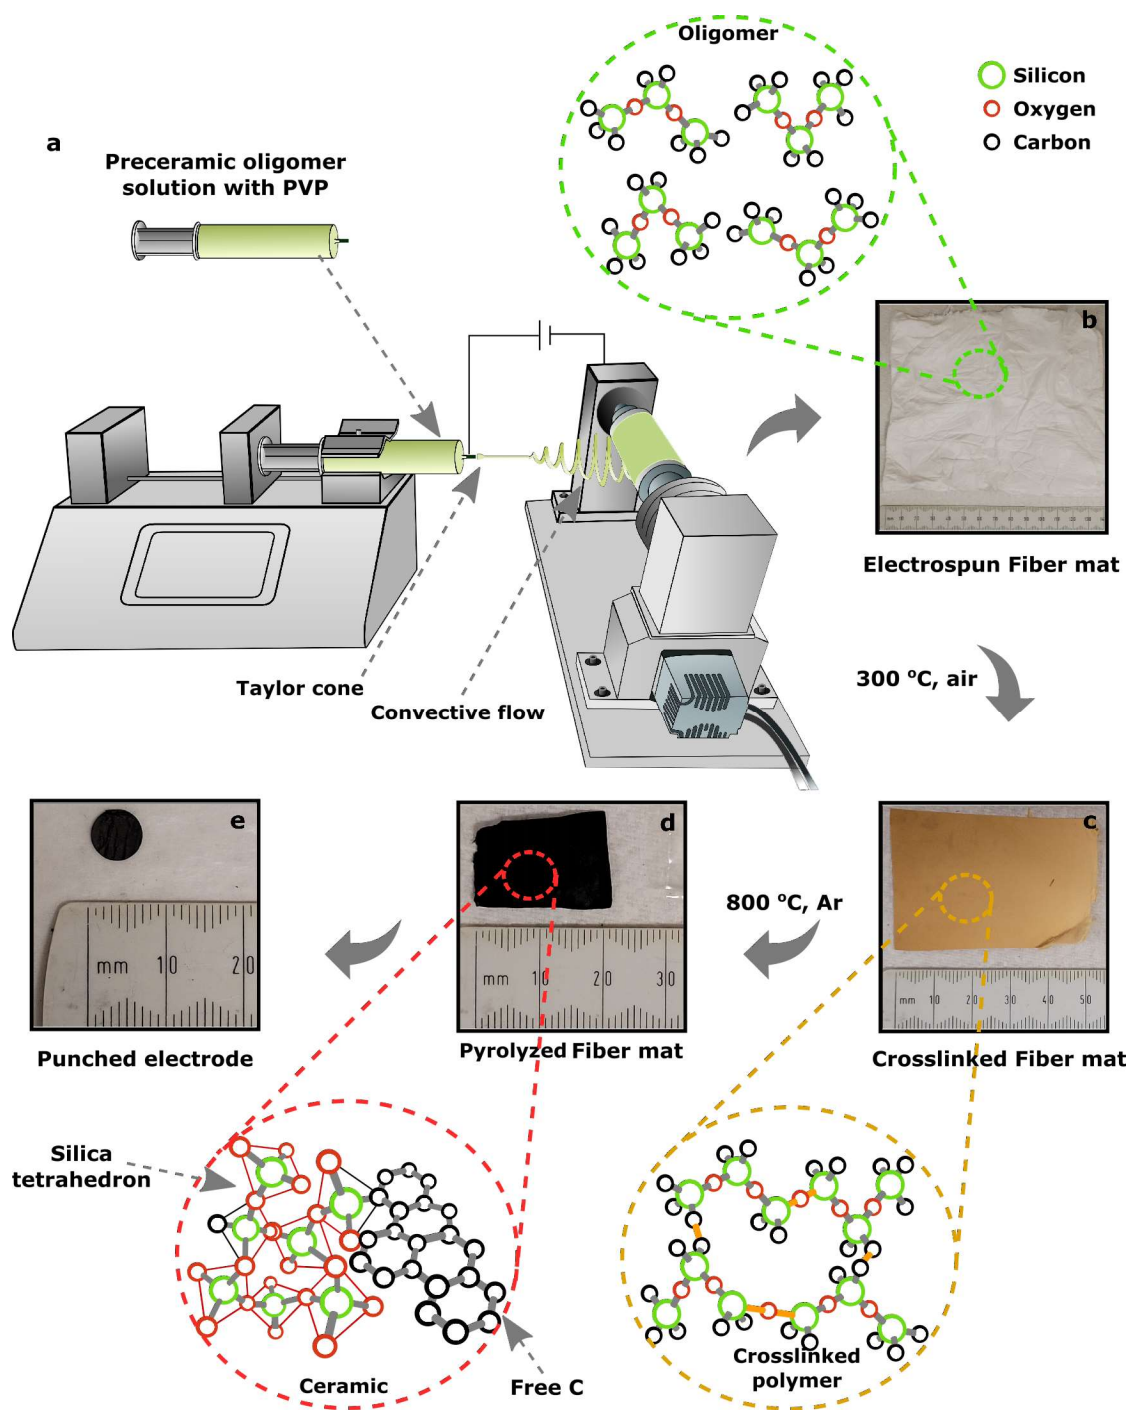 Oligomer
Silicon
Oxygen
Carbon
a
Preceramic oligomer
solution with PVP
b
Electrospun Fiber mat
Taylor cone
Convective flow
300 °C, air
e
mm 10 20
Punched electrode
d
10 20 30
mm
Pyrolyzed Fiber mat
800 °C, Ar
c
mm 10 20 30 40 50
Crosslinked Fiber mat
Silica
tetrahedron
Ceramic
Free C
Crosslinked
polymer